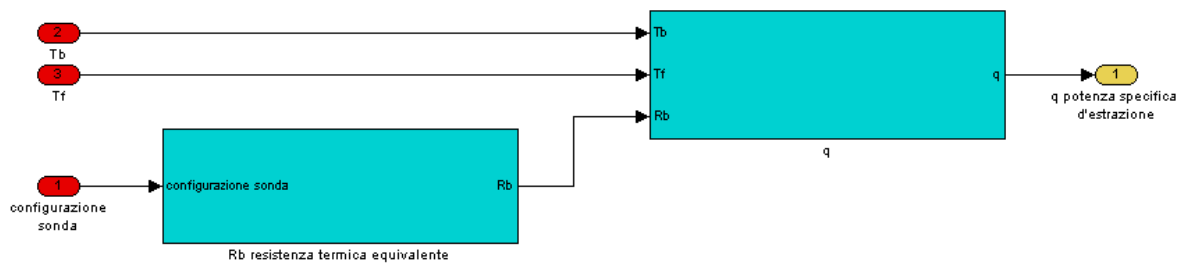 2
Tb
Tb
3
Tf
Tf
q
1
q potenza specifica
d'estrazione
Rb
q
1
configurazione
sonda
configurazione sonda
Rb
Rb resistenza termica equivalente